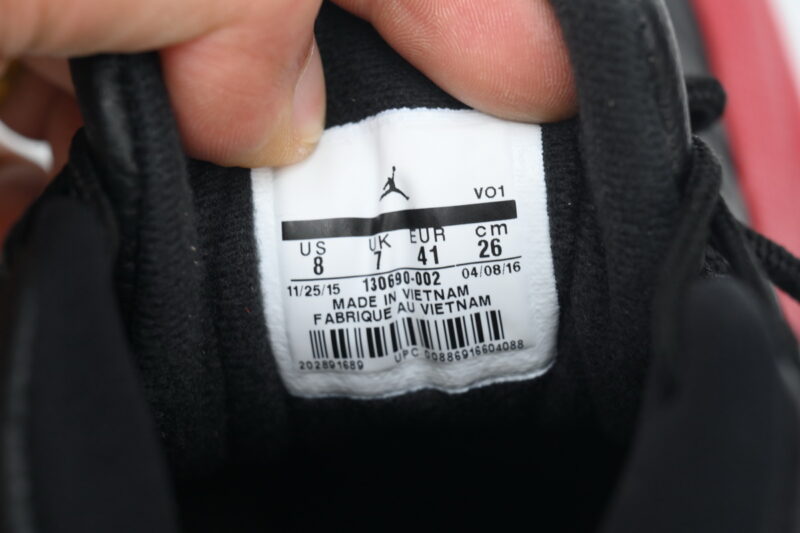 VO1
US UK EUR cm
8 7 41 26
11/25/15 130690-002 04/08/16
MADE IN VIETNAM
FABRIQUE AU VIETNAM
202891689 UPC 00886916604088